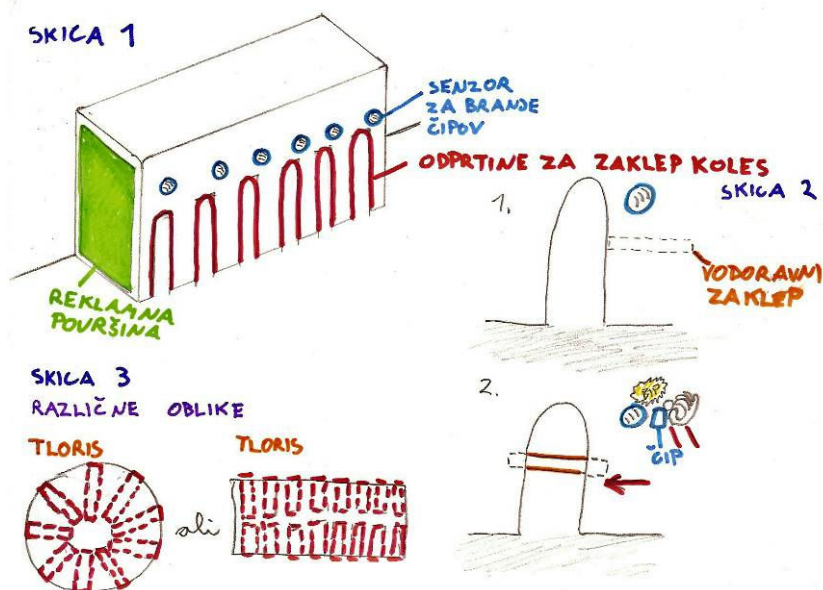 SKICA 1
SENZOR
ZA BRANJE
ČIPOV
ODPRTINE ZA ZAKLEP KOLES
REKLAMNA
POVRŠINA
SKICA 2
1.
VODORAVNI
ZAKLEP
2.
BIP
ČIP
SKICA 3
RAZLIČNE OBLIKE
TLORIS
ali
TLORIS